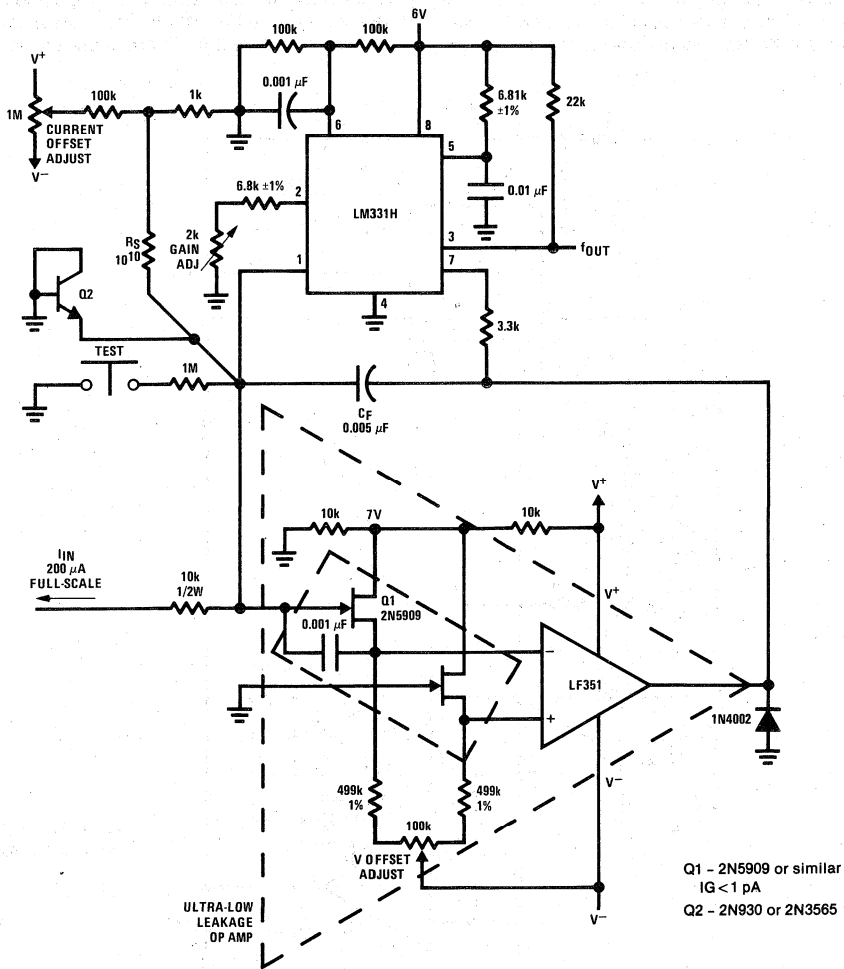 6V
100k
100k
V+
0.001 µF
6.81k
±1%
22k
100k
1k
1M
CURRENT
OFFSET
ADJUST
V−
6
8
5
6.8k ±1%
2
LM331H
0.01 µF
2k
GAIN
ADJ
RS
10^10
3
fOUT
1
7
Q2
4
3.3k
TEST
1M
CF
0.005 µF
V+
10k
7V
10k
IIN
200 µA
FULL-SCALE
10k
1/2W
Q1
2N5909
V+
0.001 µF
−
LF351
+
1N4002
V−
499k
1%
499k
1%
100k
V OFFSET
ADJUST
V−
ULTRA-LOW
LEAKAGE
OP AMP
Q1 – 2N5909 or similar
IG < 1 pA
Q2 – 2N930 or 2N3565